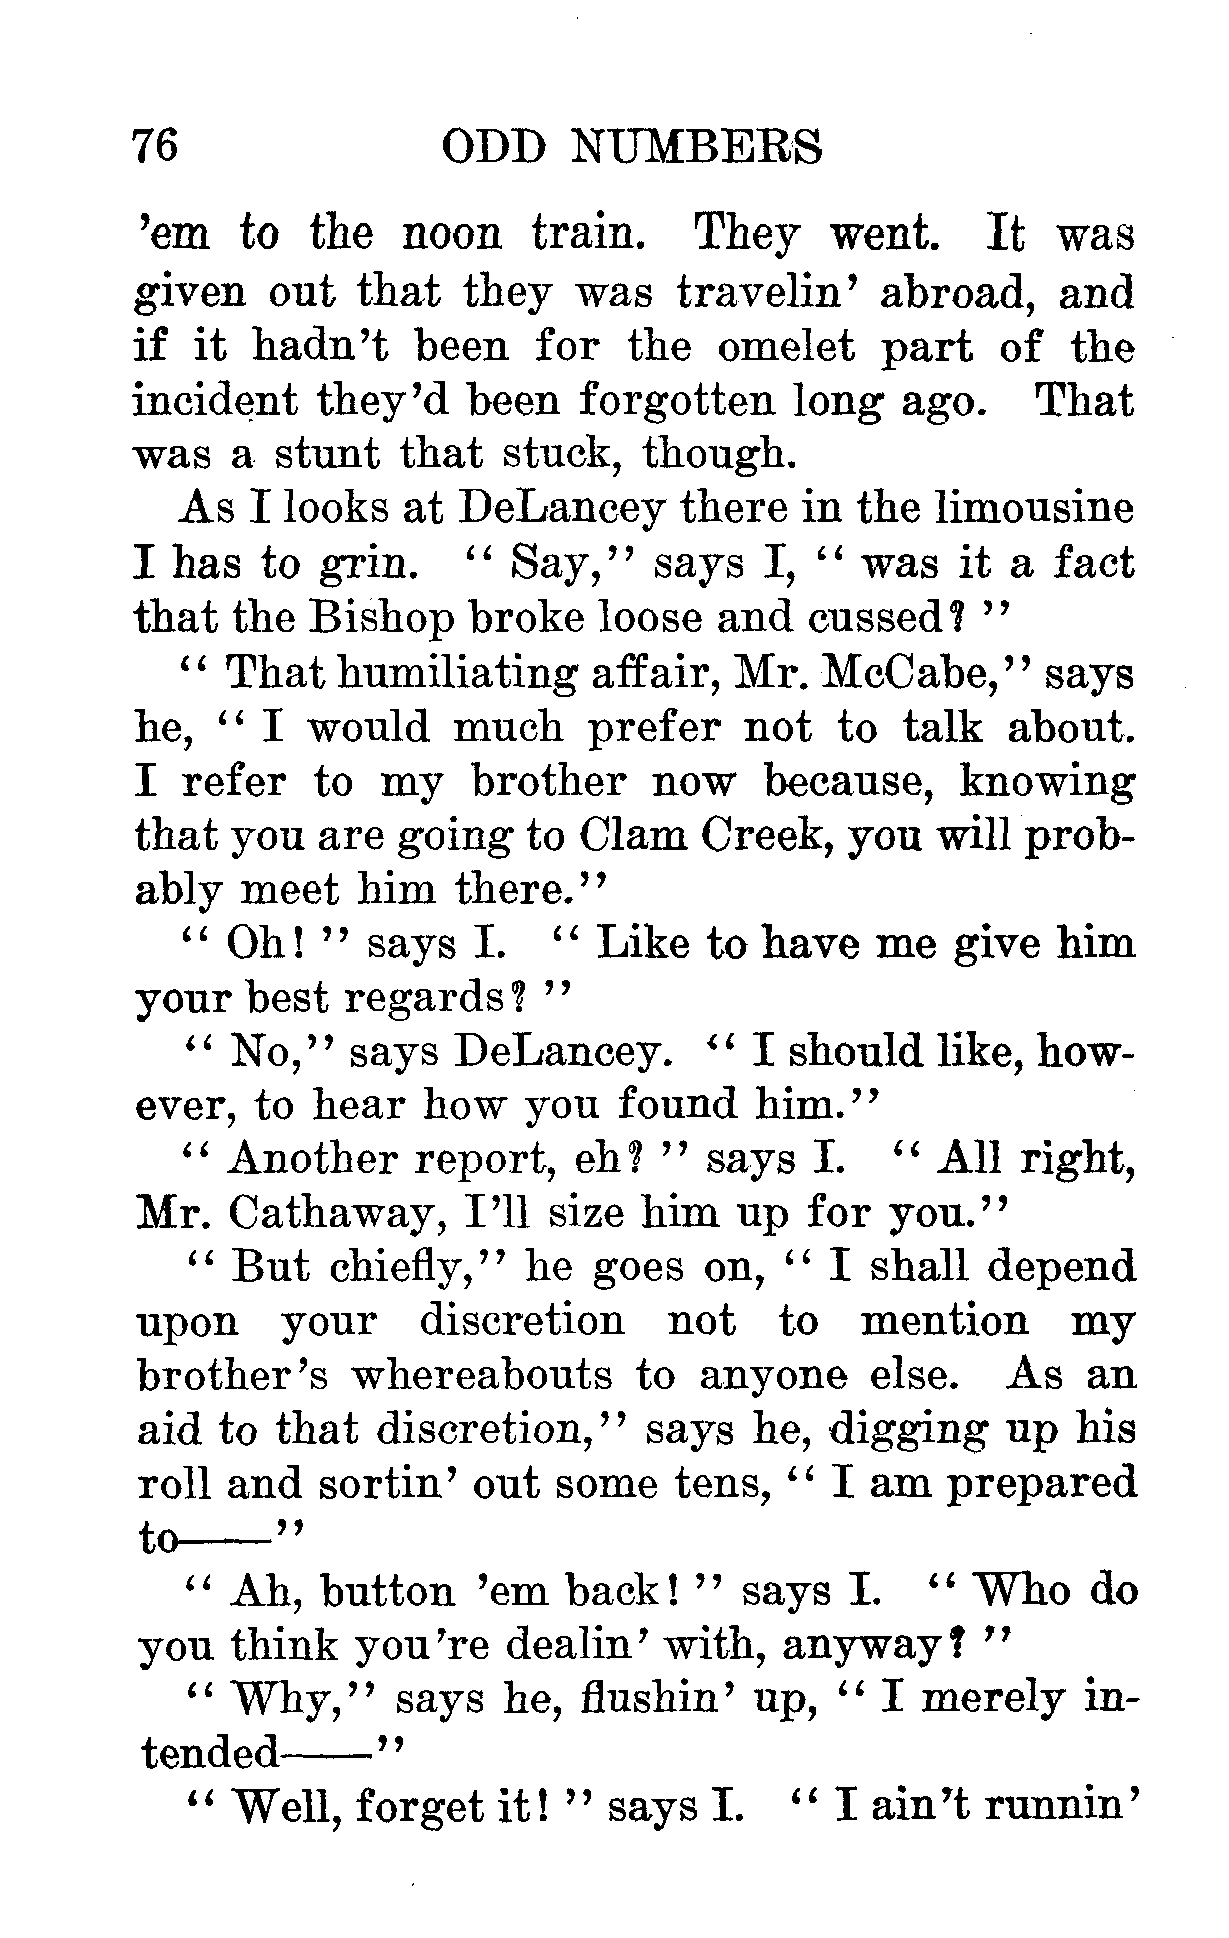 76 ODD NUMBERS
’em to the noon train. They went. It was
given out that they was travelin’ abroad, and
if it hadn’t been for the omelet part of the
incident they’d been forgotten long ago. That
was a stunt that stuck, though.
As I looks at DeLancey there in the limousine
I has to grin. “ Say,” says I, “ was it a fact
that the Bishop broke loose and cussed? ”
“ That humiliating affair, Mr. McCabe,” says
he, “ I would much prefer not to talk about.
I refer to my brother now because, knowing
that you are going to Clam Creek, you will prob-
ably meet him there.”
“ Oh! ” says I. “ Like to have me give him
your best regards? ”
“ No,” says DeLancey. “ I should like, how-
ever, to hear how you found him.”
“ Another report, eh? ” says I. “ All right,
Mr. Cathaway, I’ll size him up for you.”
“ But chiefly,” he goes on, “ I shall depend
upon your discretion not to mention my
brother’s whereabouts to anyone else. As an
aid to that discretion,” says he, digging up his
roll and sortin’ out some tens, “ I am prepared
to——”
“ Ah, button ’em back! ” says I. “ Who do
you think you’re dealin’ with, anyway? ”
“ Why,” says he, flushin’ up, “ I merely in-
tended——”
“ Well, forget it! ” says I. “ I ain’t runnin’